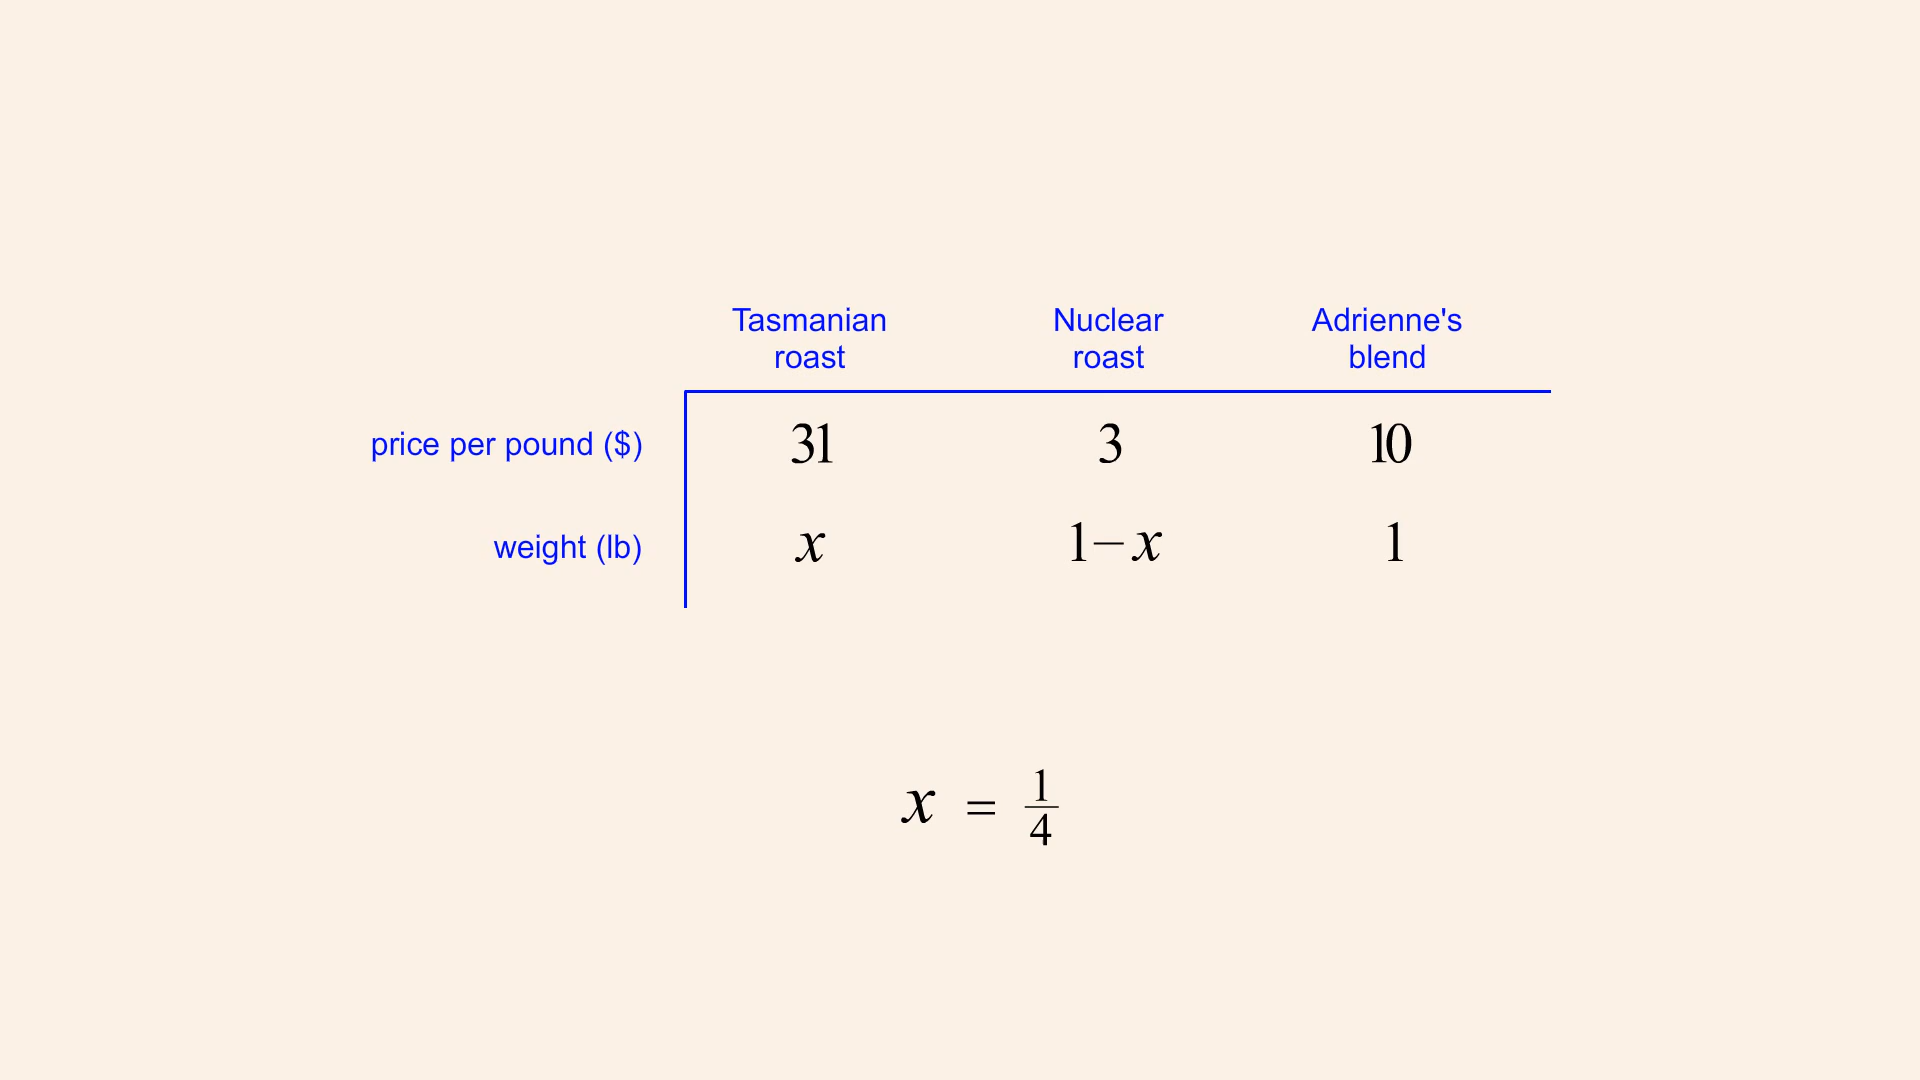 Tasmanian roast
Nuclear roast
Adrienne's blend
price per pound ($) 31 3 10
weight (lb) x 1−x 1
x = 1/4